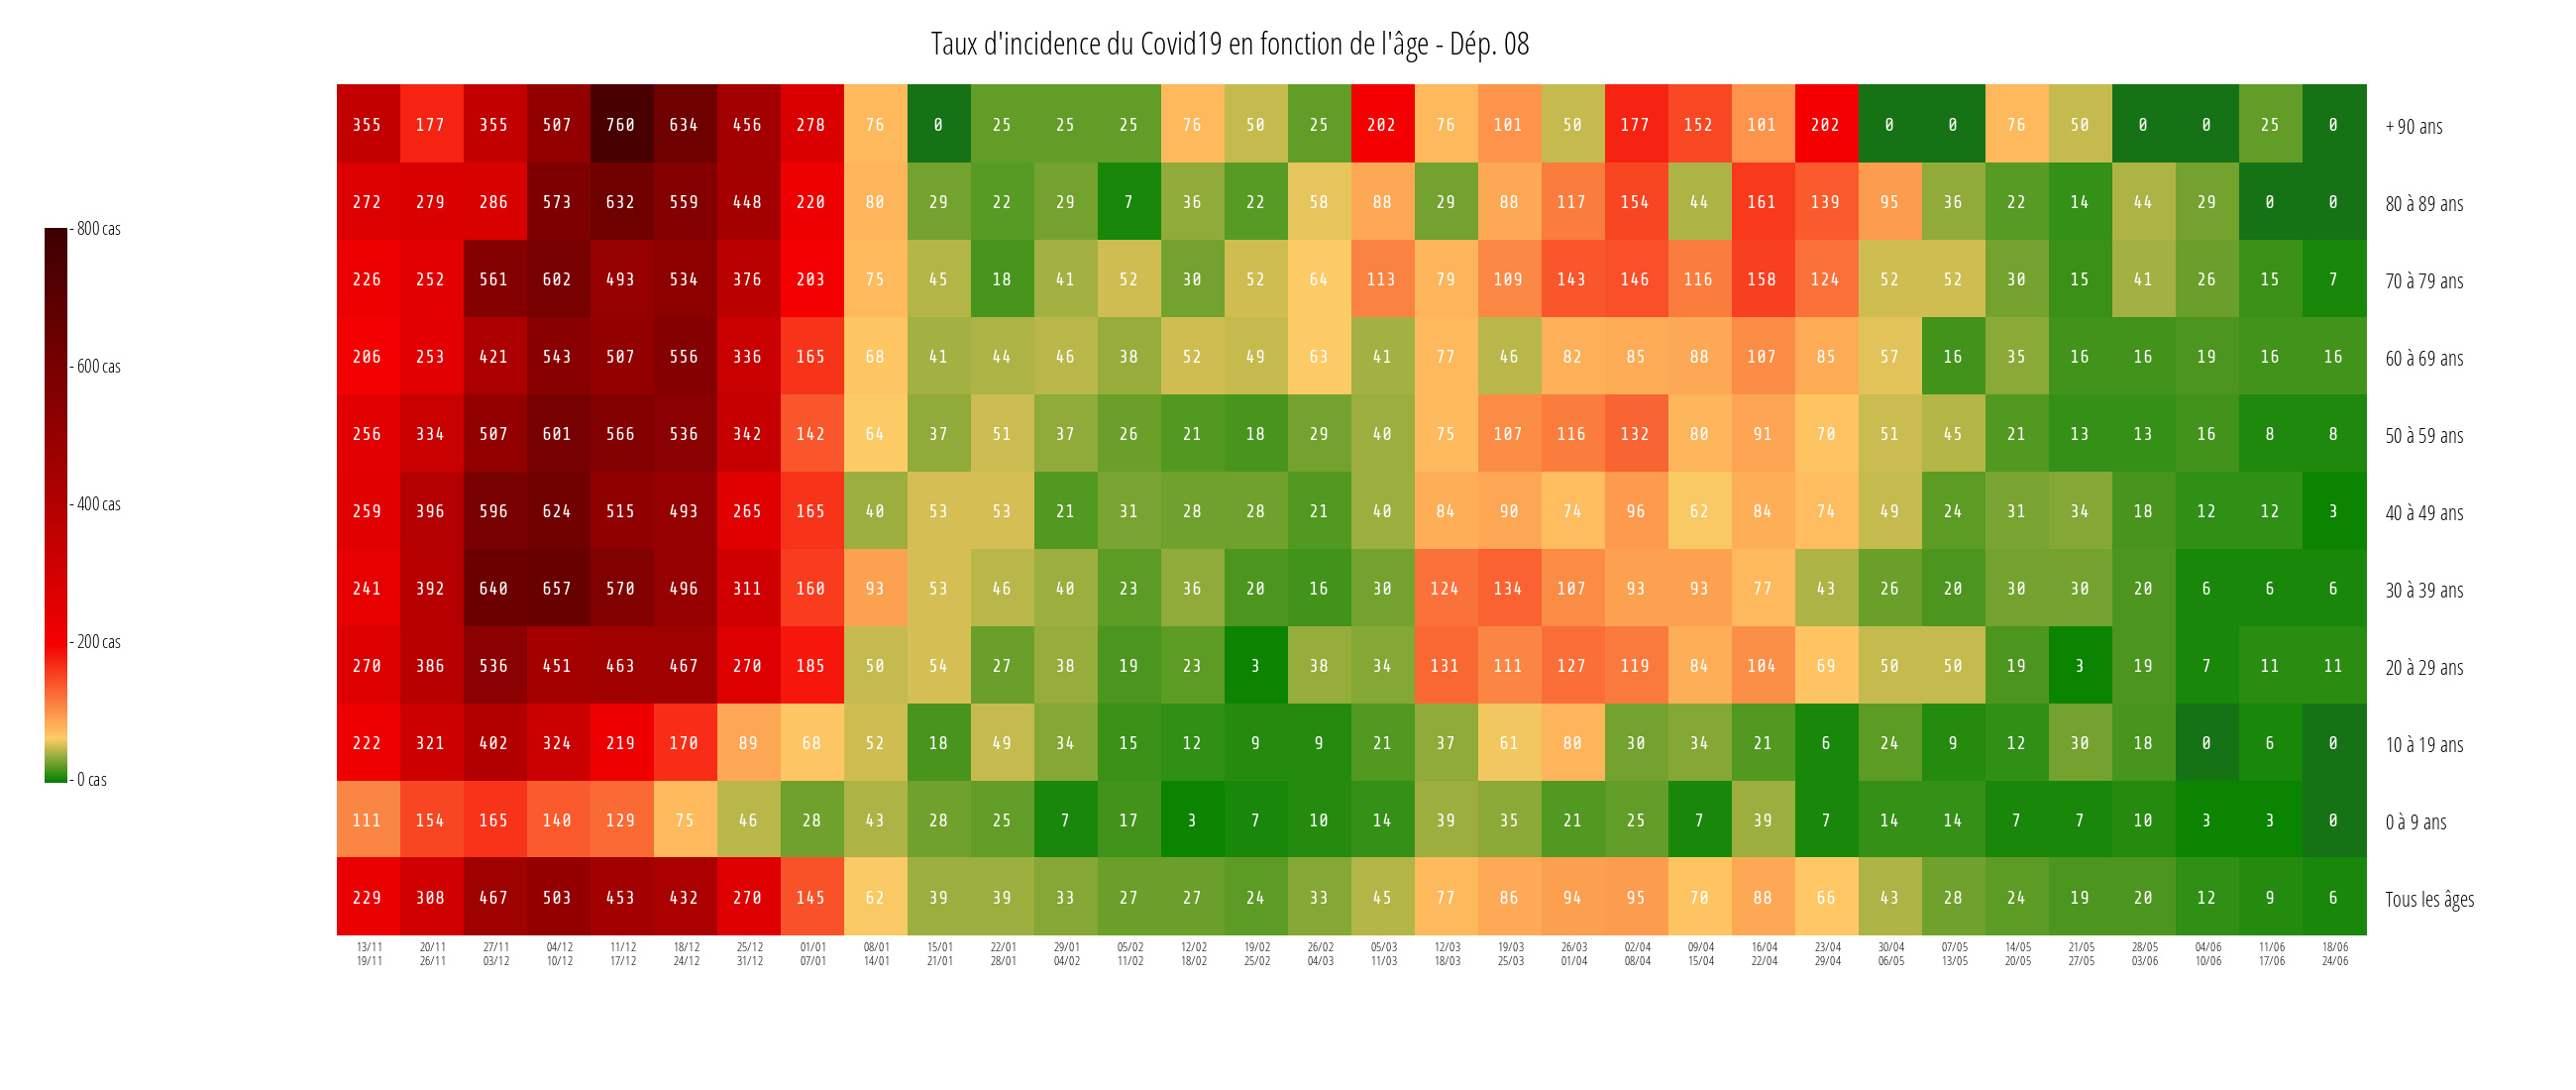 Taux d'incidence du Covid19 en fonction de l'âge - Dép. 08
355 177 355 507 760 634 456 278 76 0 25 25 25 76 50 25 202 76 101 50 177 152 101 202 0 0 76 50 0 0 25 0 + 90 ans
272 279 286 573 632 559 448 220 80 29 22 29 7 36 22 58 88 29 88 117 154 44 161 139 95 36 22 14 44 29 0 0 80 à 89 ans
226 252 561 602 493 534 376 203 75 45 18 41 52 30 52 64 113 79 109 143 146 116 158 124 52 52 30 15 41 26 15 7 70 à 79 ans
206 253 421 543 507 556 336 165 68 41 44 46 38 52 49 63 41 77 46 82 85 88 107 85 57 16 35 16 16 19 16 16 60 à 69 ans
256 334 507 601 566 536 342 142 64 37 51 37 26 21 18 29 40 75 107 116 132 80 91 70 51 45 21 13 13 16 8 8 50 à 59 ans
259 396 596 624 515 493 265 165 40 53 53 21 31 28 28 21 40 84 90 74 96 62 84 74 49 24 31 34 18 12 12 3 40 à 49 ans
241 392 640 657 570 496 311 160 93 53 46 40 23 36 20 16 30 124 134 107 93 93 77 43 26 20 30 30 20 6 6 6 30 à 39 ans
270 386 536 451 463 467 270 185 50 54 27 38 19 23 3 38 34 131 111 127 119 84 104 69 50 50 19 3 19 7 11 11 20 à 29 ans
222 321 402 324 219 170 89 68 52 18 49 34 15 12 9 9 21 37 61 80 30 34 21 6 24 9 12 30 18 0 6 0 10 à 19 ans
111 154 165 140 129 75 46 28 43 28 25 7 17 3 7 10 14 39 35 21 25 7 39 7 14 14 7 7 10 3 3 0 0 à 9 ans
229 308 467 503 453 432 270 145 62 39 39 33 27 27 24 33 45 77 86 94 95 70 88 66 43 28 24 19 20 12 9 6 Tous les âges
13/11 20/11 27/11 04/12 11/12 18/12 25/12 01/01 08/01 15/01 22/01 29/01 05/02 12/02 19/02 26/02 05/03 12/03 19/03 26/03 02/04 09/04 16/04 23/04 30/04 07/05 14/05 21/05 28/05 04/06 11/06 18/06
19/11 26/11 03/12 10/12 17/12 24/12 31/12 07/01 14/01 21/01 28/01 04/02 11/02 18/02 25/02 04/03 11/03 18/03 25/03 01/04 08/04 15/04 22/04 29/04 06/05 13/05 20/05 27/05 03/06 10/06 17/06 24/06
- 800 cas
- 600 cas
- 400 cas
- 200 cas
- 0 cas